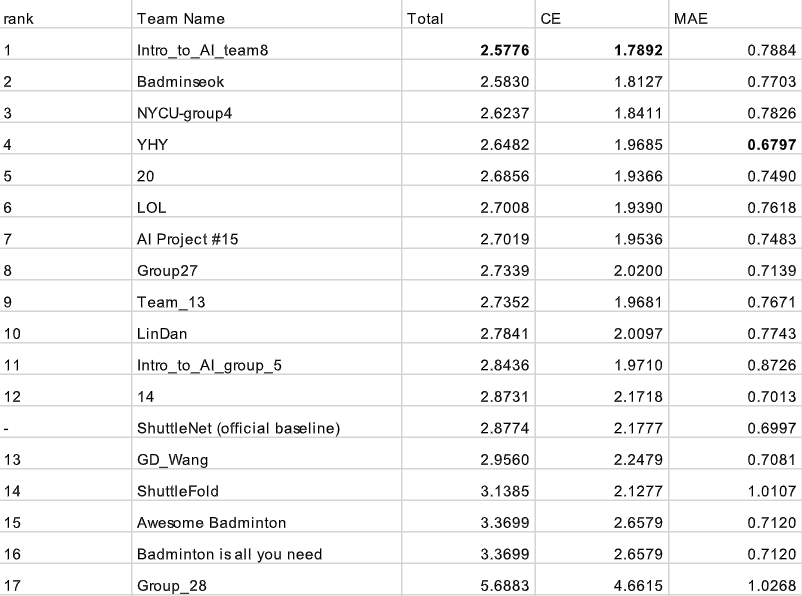 rank Team Name Total CE MAE
1 Intro_to_AI_team8 2.5776 1.7892 0.7884
2 Badminseok 2.5830 1.8127 0.7703
3 NYCU-group4 2.6237 1.8411 0.7826
4 YHY 2.6482 1.9685 0.6797
5 20 2.6856 1.9366 0.7490
6 LOL 2.7008 1.9390 0.7618
7 AI Project #15 2.7019 1.9536 0.7483
8 Group27 2.7339 2.0200 0.7139
9 Team_13 2.7352 1.9681 0.7671
10 LinDan 2.7841 2.0097 0.7743
11 Intro_to_AI_group_5 2.8436 1.9710 0.8726
12 14 2.8731 2.1718 0.7013
- ShuttleNet (official baseline) 2.8774 2.1777 0.6997
13 GD_Wang 2.9560 2.2479 0.7081
14 ShuttleFold 3.1385 2.1277 1.0107
15 Awesome Badminton 3.3699 2.6579 0.7120
16 Badminton is all you need 3.3699 2.6579 0.7120
17 Group_28 5.6883 4.6615 1.0268